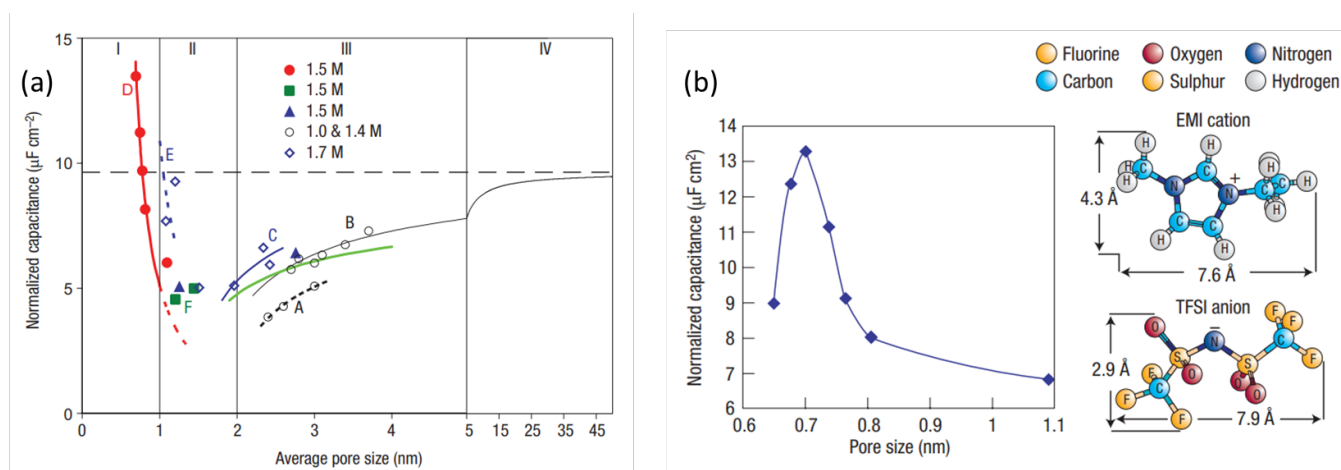 (a)
Normalized capacitance (μF cm⁻²)
15
10
5
0
I II III IV
D
E
F
C
B
A
1.5 M
1.5 M
1.5 M
1.0 & 1.4 M
1.7 M
0 1 2 3 4 5 15 25 35 45
Average pore size (nm)
(b)
Normalized capacitance (μF cm²)
14
13
12
11
10
9
8
7
6
0.6 0.7 0.8 0.9 1 1.1
Pore size (nm)
Fluorine Oxygen Nitrogen
Carbon Sulphur Hydrogen
EMI cation
H H
H C C H
H N N + C C H
4.3 Å
C C
H H H
7.6 Å
TFSI anion
O N − F F
2.9 Å
S S C F
F O O O
F C
F
7.9 Å